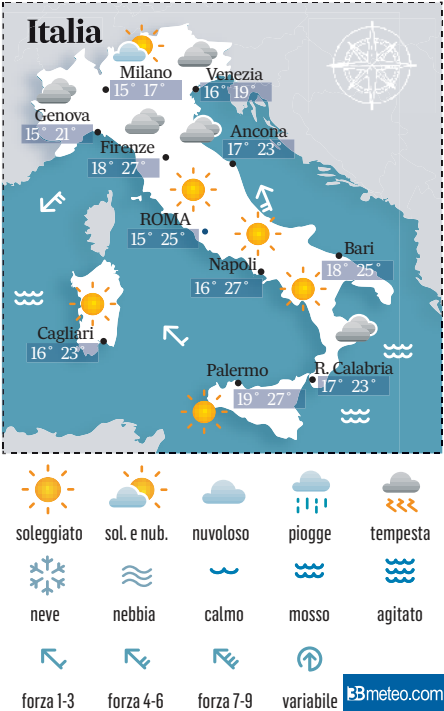 Italia
Milano
15° 17°
Venezia
16° 19°
Genova
15° 21°
Firenze
18° 27°
Ancona
17° 23°
ROMA
15° 25°
Napoli
16° 27°
Bari
18° 25°
Cagliari
16° 23°
Palermo
19° 27°
R. Calabria
17° 23°
soleggiato sol. e nub. nuvoloso piogge tempesta
neve nebbia calmo mosso agitato
forza 1-3 forza 4-6 forza 7-9 variabile
3Bmeteo.com